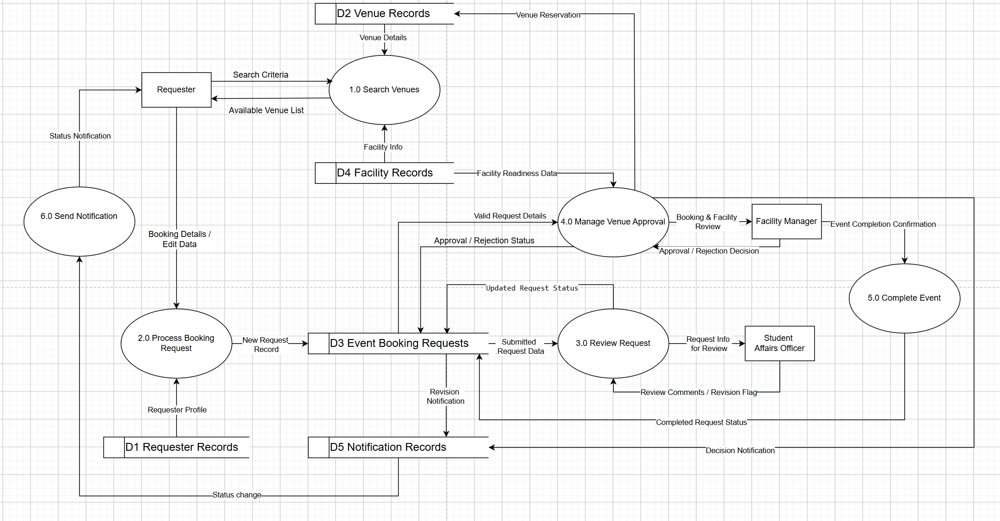 D2 Venue Records
Venue Reservation
Venue Details
Search Criteria
Requester
1.0 Search Venues
Available Venue List
Status Notification
Facility Info
D4 Facility Records
Facility Readiness Data
6.0 Send Notification
Valid Request Details
4.0 Manage Venue Approval
Booking & Facility
Review
Facility Manager
Event Completion Confirmation
Booking Details /
Edit Data
Approval / Rejection Status
Approval / Rejection Decision
Updated Request Status
5.0 Complete Event
2.0 Process Booking
Request
New Request
Record
D3 Event Booking Requests
Submitted
.Request Data
3.0 Review Request
Request Info
for Review
Student
Affairs Officer
Revision
Notification
Review Comments / Revision Flag
Requester Profile
Completed Request Status
D1 Requester Records
D5 Notification Records
Decision Notification
Status change